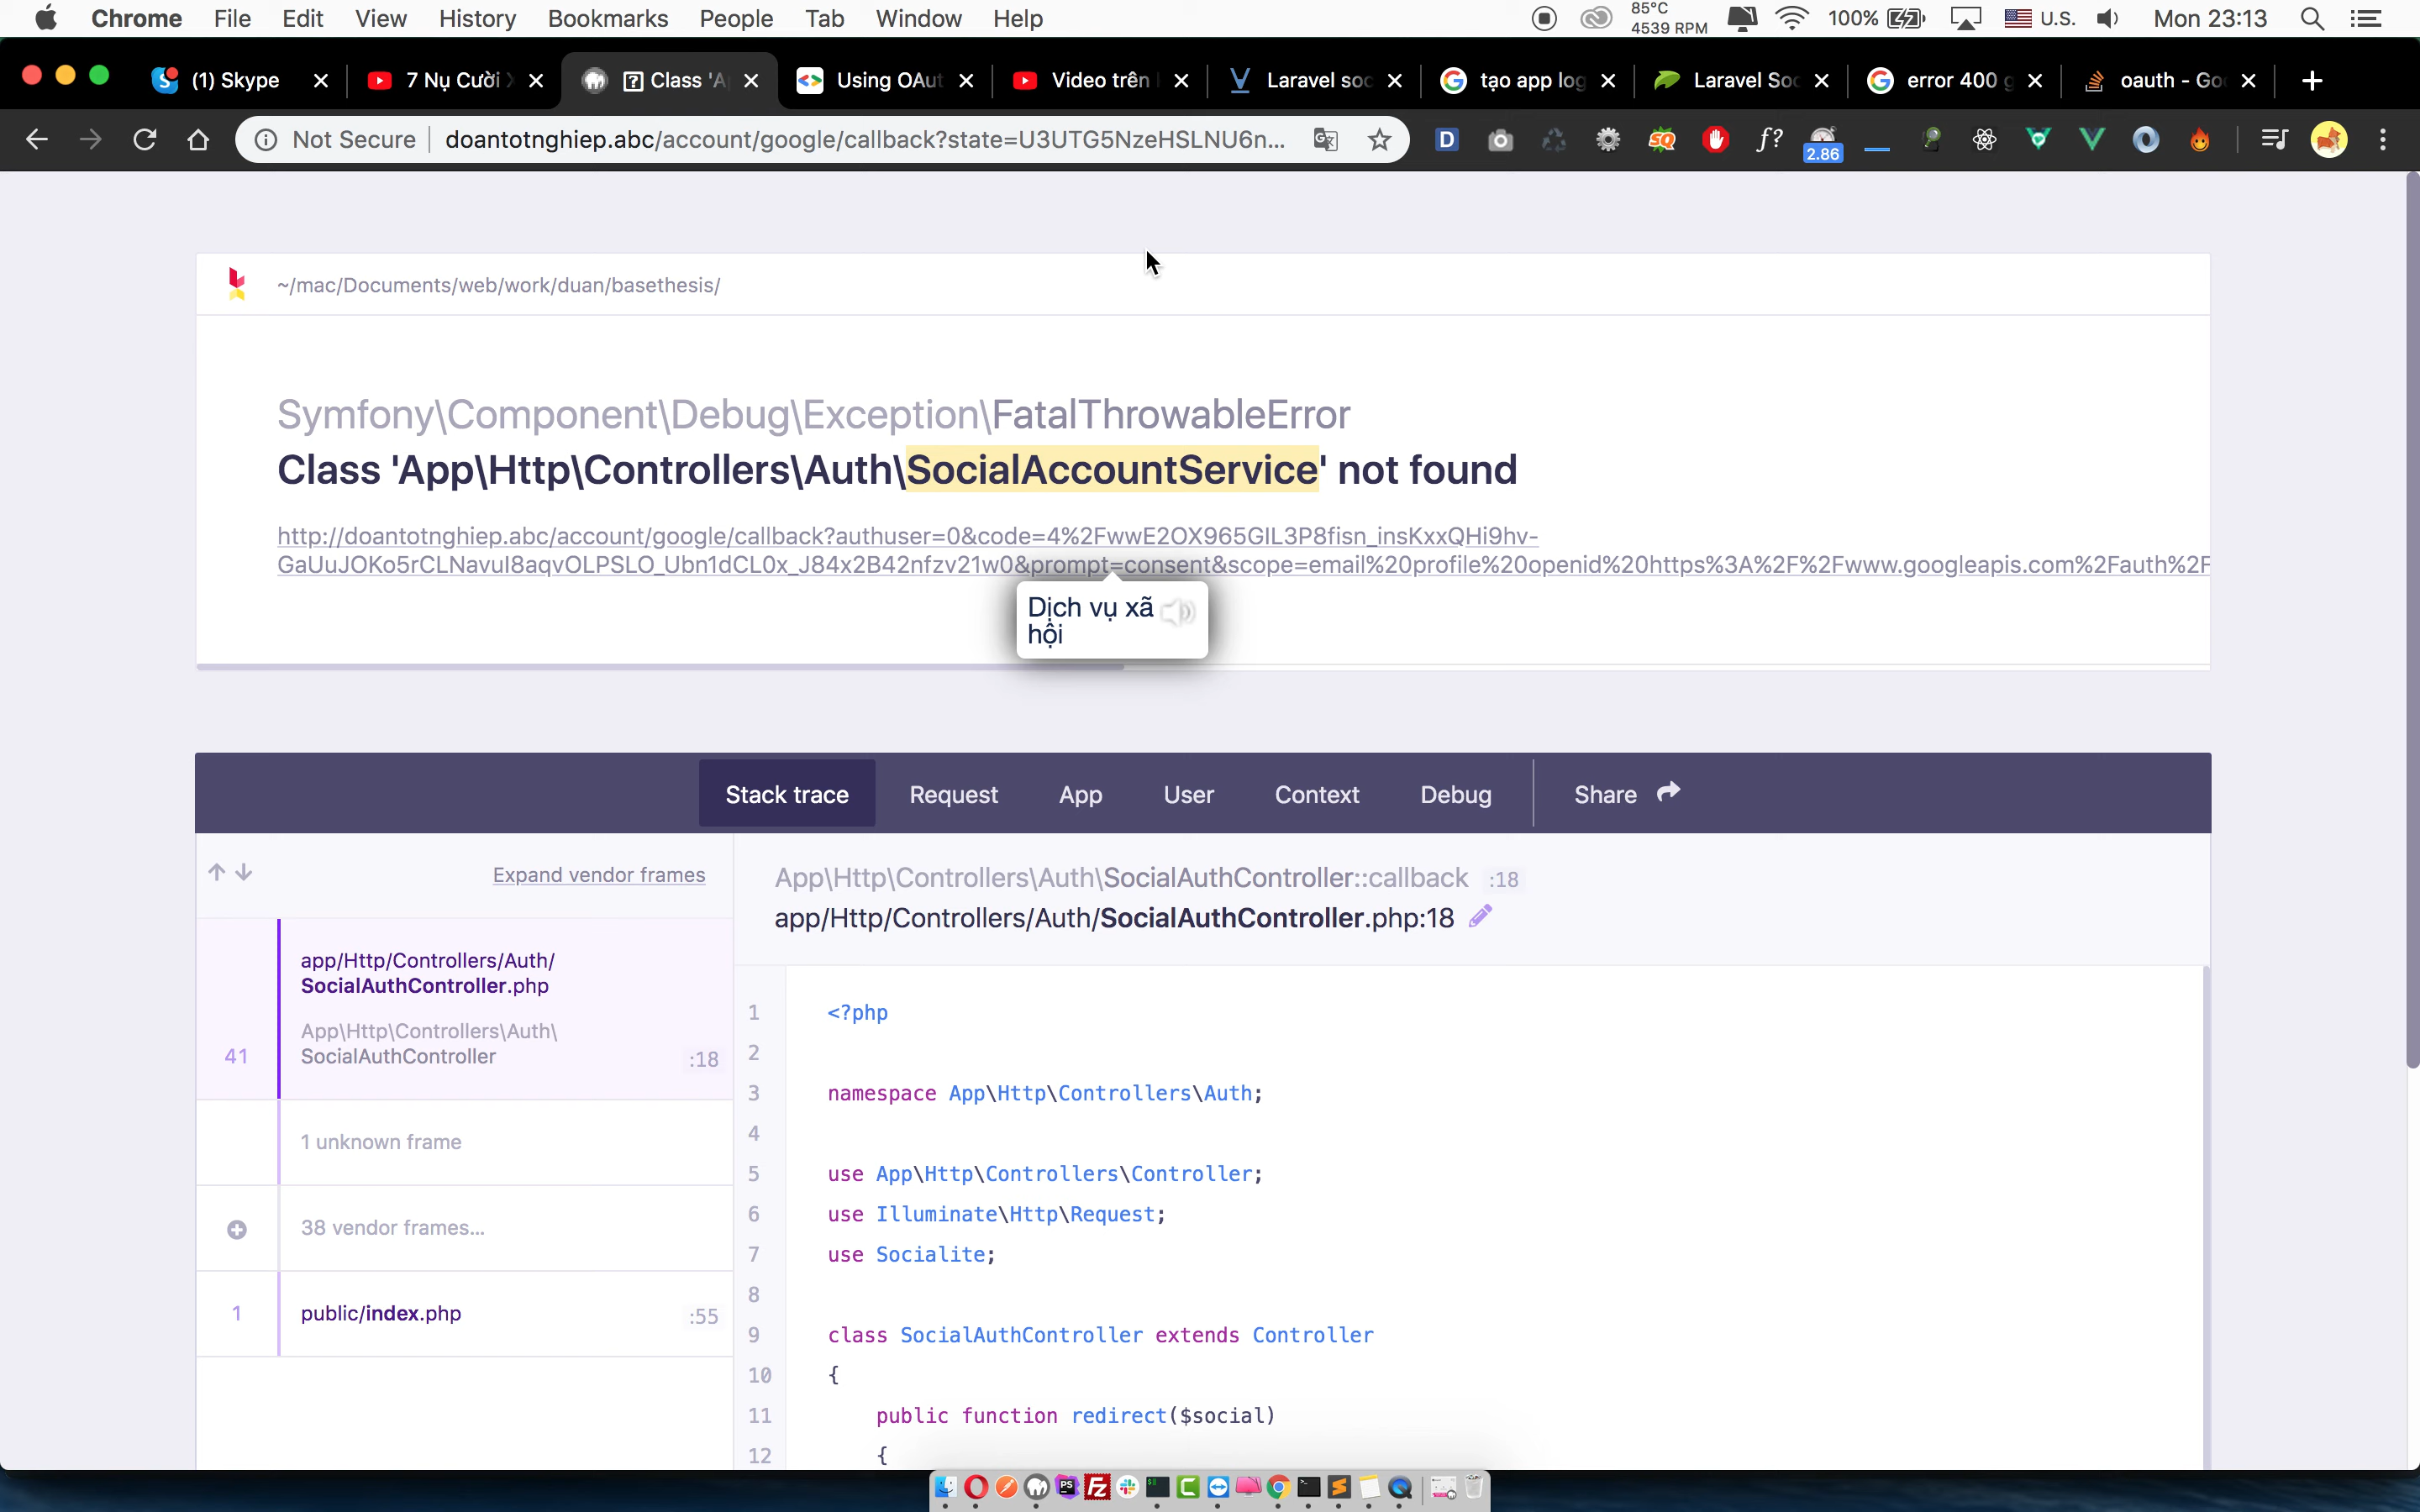 Chrome File Edit View History Bookmarks People Tab Window Help 85°C 4539 RPM 100% U.S. Mon 23:13
(1) Skype 7 Nụ Cười Class 'A Using OAut Video trên Laravel soc tạo app log Laravel Soc error 400 g oauth - Go
Not Secure doantotnghiep.abc/account/google/callback?state=U3UTG5NzeHSLNU6n...
D SQ f? 2.86
~/mac/Documents/web/work/duan/basethesis/
Symfony\Component\Debug\Exception\FatalThrowableError
Class 'App\Http\Controllers\Auth\SocialAccountService' not found
http://doantotnghiep.abc/account/google/callback?authuser=0&code=4%2FwwE2OX965GIL3P8fisn_insKxxQHi9hv-
GaUuJOKo5rCLNavuI8aqvOLPSLO_Ubn1dCL0x_J84x2B42nfzv21w0&prompt=consent&scope=email%20profile%20openid%20https%3A%2F%2Fwww.googleapis.com%2Fauth%2F
Dịch vụ xã
hội
Stack trace Request App User Context Debug Share
Expand vendor frames
App\Http\Controllers\Auth\SocialAuthController::callback :18
app/Http/Controllers/Auth/SocialAuthController.php:18
app/Http/Controllers/Auth/
SocialAuthController.php
App\Http\Controllers\Auth\
41 SocialAuthController :18
1 unknown frame
38 vendor frames...
1 public/index.php :55
1 <?php
2
3 namespace App\Http\Controllers\Auth;
4
5 use App\Http\Controllers\Controller;
6 use Illuminate\Http\Request;
7 use Socialite;
8
9 class SocialAuthController extends Controller
10 {
11 public function redirect($social)
12 {
PS FZ